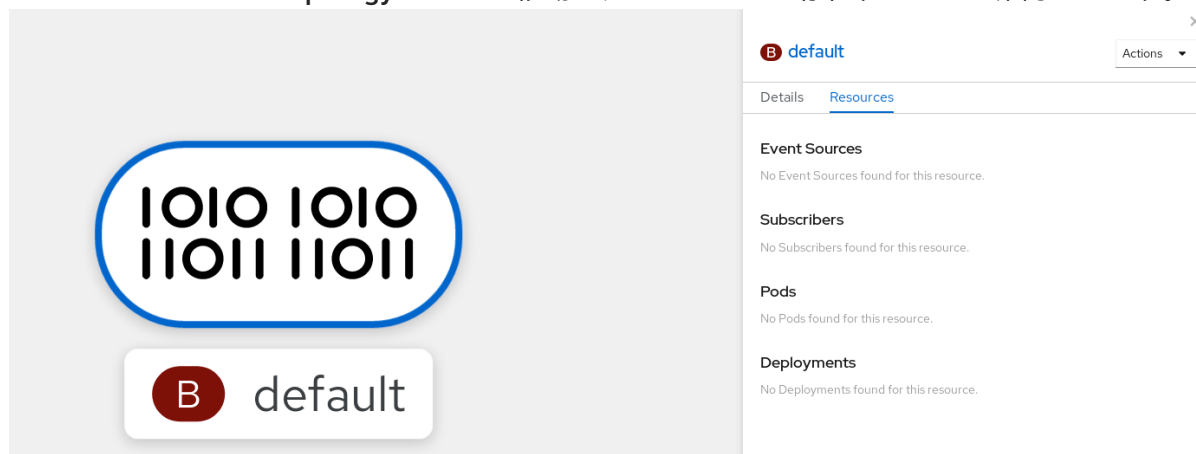 1010 1010
11011 11011
B default
B default
Actions
Details Resources
Event Sources
No Event Sources found for this resource.
Subscribers
No Subscribers found for this resource.
Pods
No Pods found for this resource.
Deployments
No Deployments found for this resource.